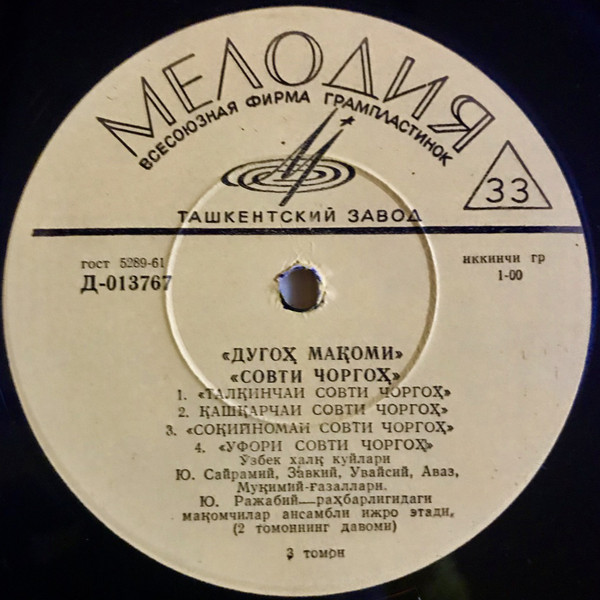 МЕЛОДИЯ
ВСЕСОЮЗНАЯ ФИРМА ГРАМПЛАСТИНОК
33
ТАШКЕНТСКИЙ ЗАВОД
гост 5289-61
Д-013767
иккинчи гр
1-00
«ДУГОҲ МАҚОМИ»
«СОВТИ ЧОРГОҲ»
1. «ТАЛҚИНЧАИ СОВТИ ЧОРГОҲ»
2. ҚАШҚАРЧАИ СОВТИ ЧОРГОҲ»
3. «СОҚИЙНОМАИ СОВТИ ЧОРГОҲ»
4. «УФОРИ СОВТИ ЧОРГОҲ»
Ўзбек халқ куйлари
Ю. Сайрамий, Завкий, Увайсий, Аваз,
Муқимий-ғазаллари.
Ю. Ражабий—раҳбарлигидаги
мақомчилар ансамбли ижро этади.
(2 томоннинг давоми)
3 томон